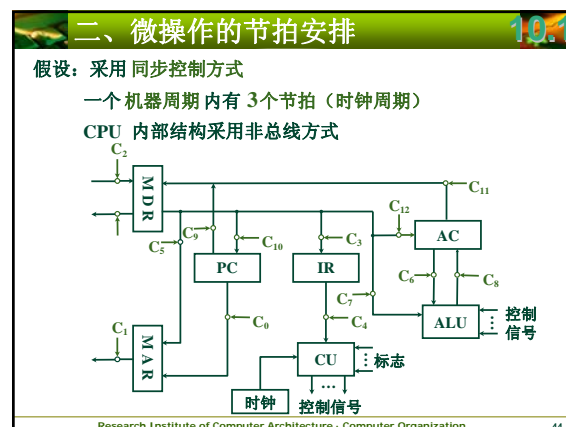 二、微操作的节拍安排
10.1
假设：采用 同步控制方式
一个 机器周期 内有 3个节拍（时钟周期）
CPU 内部结构采用非总线方式
C₂
MDR
C₁₁
C₁₂
C₉
C₅
C₁₀
C₃
AC
PC
IR
C₆
C₈
C₇
C₀
C₄
ALU
控制
信号
C₁
MAR
CU
标志
时钟
控制信号
Research Institute of Computer Architecture - Computer Organization
44